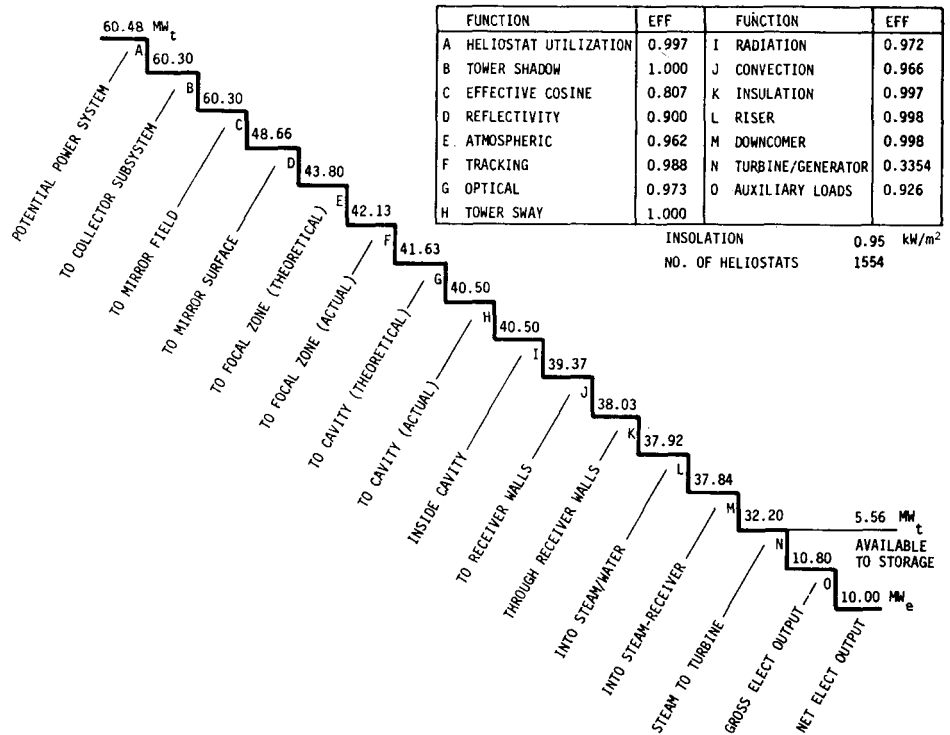 FUNCTION EFF FUNCTION EFF
A HELIOSTAT UTILIZATION 0.997 I RADIATION 0.972
B TOWER SHADOW 1.000 J CONVECTION 0.966
C EFFECTIVE COSINE 0.807 K INSULATION 0.997
D REFLECTIVITY 0.900 L RISER 0.998
E ATMOSPHERIC 0.962 M DOWNCOMER 0.998
F TRACKING 0.988 N TURBINE/GENERATOR 0.3354
G OPTICAL 0.973 O AUXILIARY LOADS 0.926
H TOWER SWAY 1.000
INSOLATION 0.95 kW/m²
NO. OF HELIOSTATS 1554
60.48 MWt
A
60.30
B
60.30
C
48.66
D
43.80
E
42.13
F
41.63
G
40.50
H
40.50
I
39.37
J
38.03
K
37.92
L
37.84
M
32.20
5.56 MWt
AVAILABLE
TO STORAGE
N
10.80
O
10.00 MWe
POTENTIAL POWER SYSTEM
TO COLLECTOR SUBSYSTEM
TO MIRROR FIELD
TO MIRROR SURFACE
TO FOCAL ZONE (THEORETICAL)
TO FOCAL ZONE (ACTUAL)
TO CAVITY (THEORETICAL)
TO CAVITY (ACTUAL)
INSIDE CAVITY
TO RECEIVER WALLS
THROUGH RECEIVER WALLS
INTO STEAM/WATER
INTO STEAM-RECEIVER
STEAM TO TURBINE
GROSS ELECT OUTPUT
NET ELECT OUTPUT